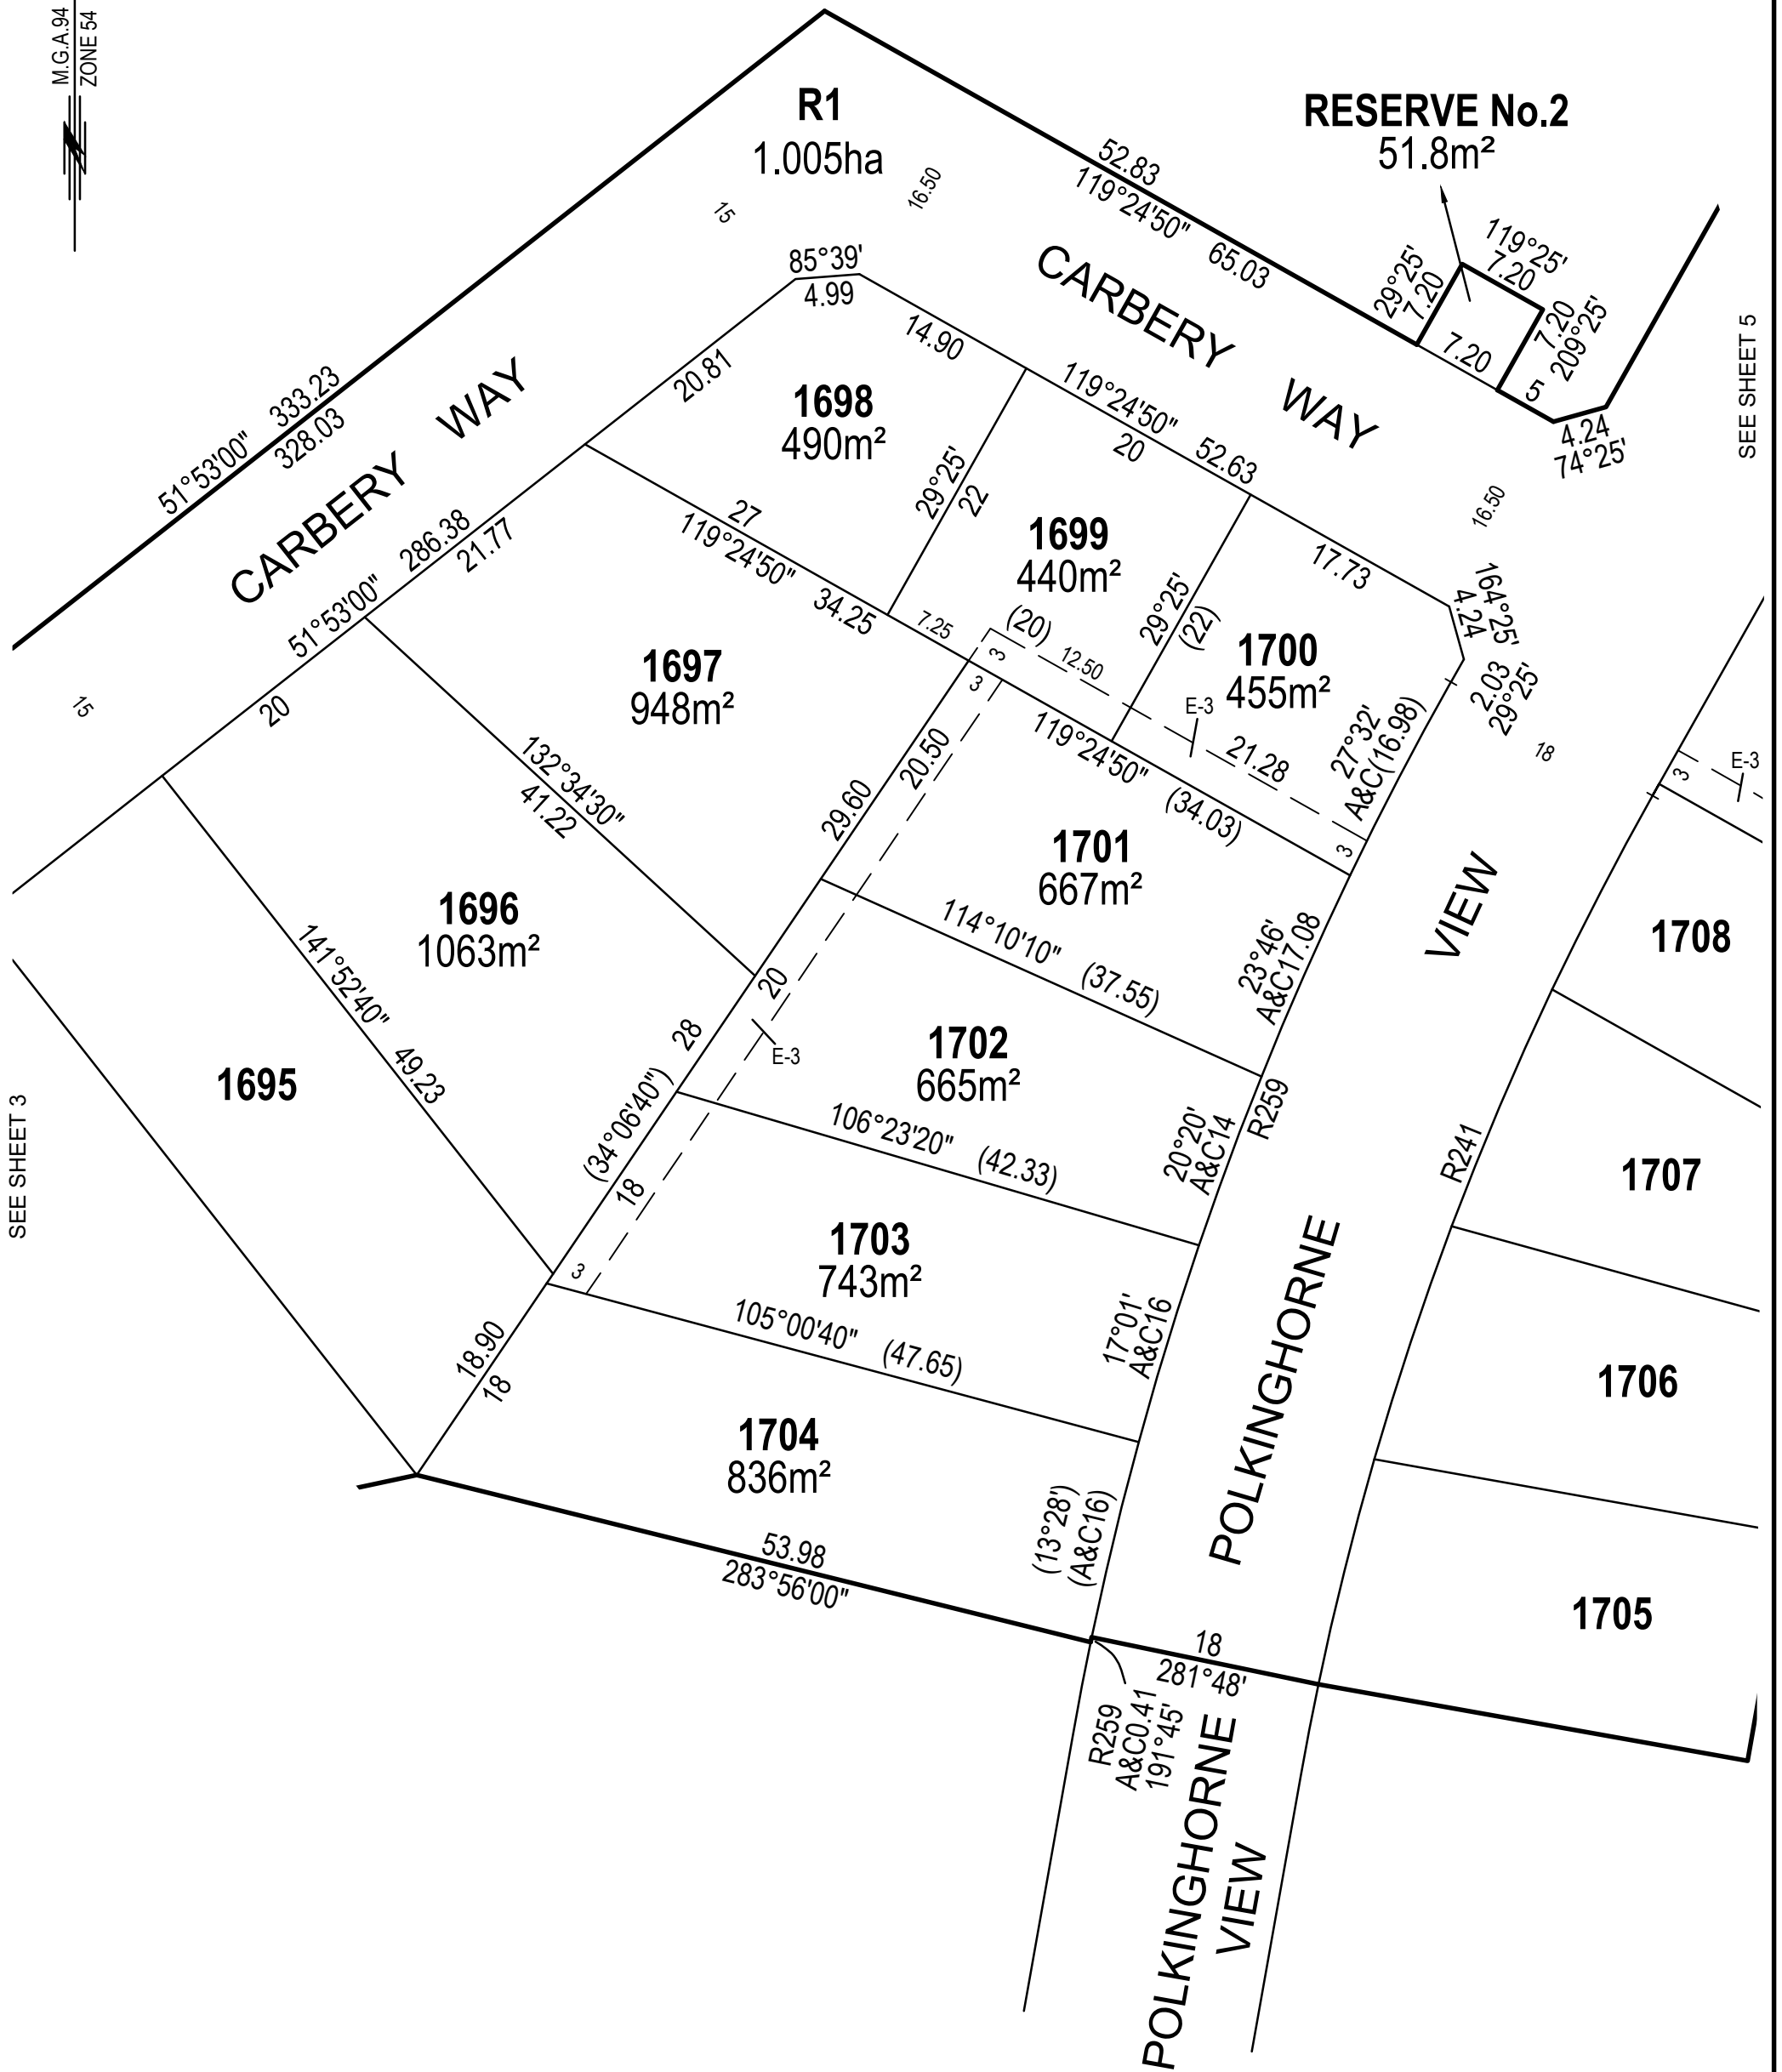 M.G.A.94
ZONE 54
R1
1.005ha
RESERVE No.2
51.8m²
15
16.50
52.83
119°24'50"
65.03
29°25'
7.20
119°25'
7.20
7.20
209°25'
7.20
5
4.24
74°25'
SEE SHEET 5
85°39'
4.99
14.90
CARBERY WAY
20.81
1698
490m²
119°24'50"
20
52.63
333.23
51°53'00"
328.03
CARBERY WAY
286.38
51°53'00"
21.77
27
119°24'50"
34.25
29°25'
22
1699
440m²
17.73
16.50
164°25'
4.24
2.03
29°25'
18
7.25
(20)
3
12.50
29°25'
(22)
1700
455m²
E-3
21.28
27°32'
A&C(16.98)
3
15
20
1697
948m²
132°34'30"
41.22
29.60
20.50
3
119°24'50"
(34.03)
1701
667m²
VIEW
3
E-3
1708
1696
1063m²
141°52'40"
49.23
114°10'10"
(37.55)
23°46'
A&C17.08
20
28
E-3
1702
665m²
R259
20°20'
A&C14
R241
1707
1695
SEE SHEET 3
(34°06'40")
18
106°23'20"
(42.33)
3
1703
743m²
17°01'
A&C16
POLKINGHORNE
1706
18.90
18
105°00'40"
(47.65)
1704
836m²
(13°28')
(A&C16)
53.98
283°56'00"
18
281°48'
1705
R259
A&C0.41
191°45'
POLKINGHORNE
VIEW